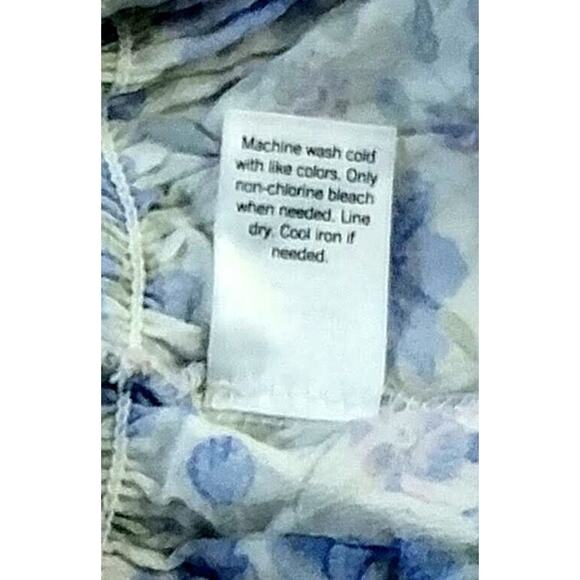 Machine wash cold
with like colors. Only
non-chlorine bleach
when needed. Line
dry. Cool iron if
needed.